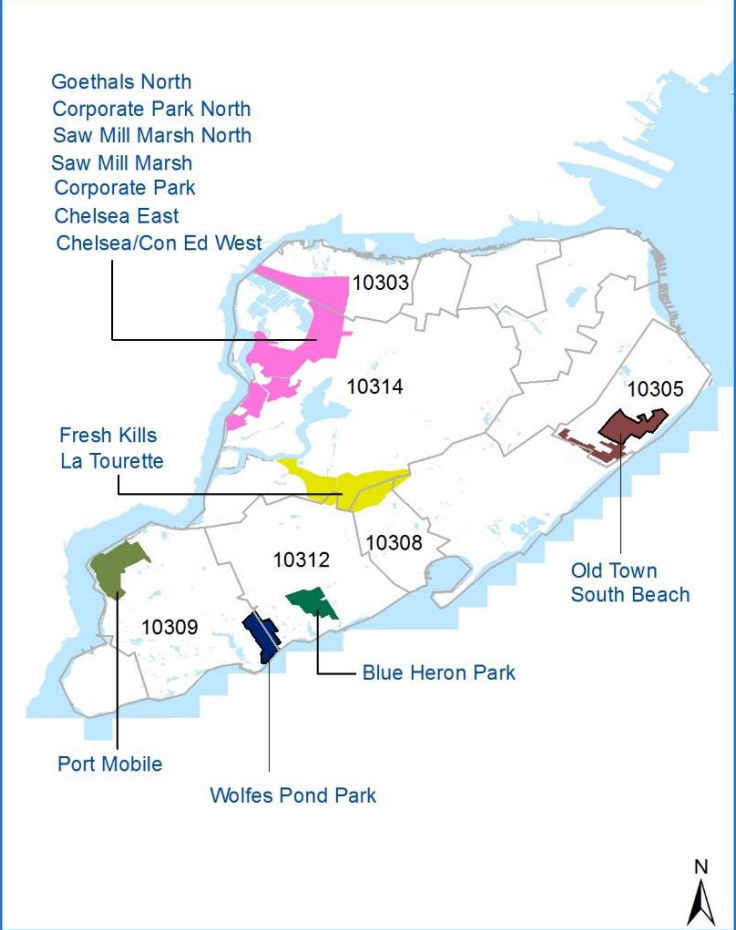 Goethals North
Corporate Park North
Saw Mill Marsh North
Saw Mill Marsh
Corporate Park
Chelsea East
Chelsea/Con Ed West
10303
10314
10305
Fresh Kills
La Tourette
10308
10312
Old Town
South Beach
10309
Blue Heron Park
Port Mobile
Wolfes Pond Park
N